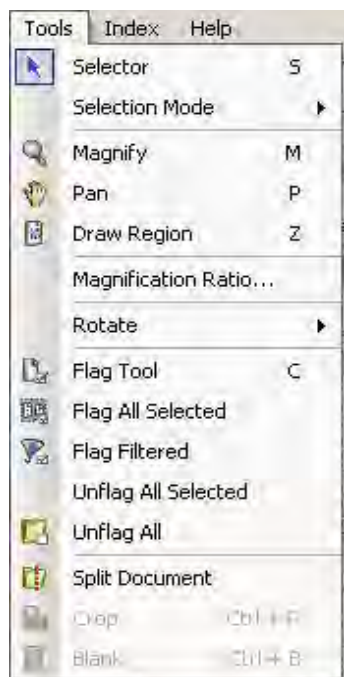 Tools Index Help
Selector S
Selection Mode
Magnify M
Pan P
Draw Region Z
Magnification Ratio...
Rotate
Flag Tool C
Flag All Selected
Flag Filtered
Unflag All Selected
Unflag All
Split Document
Crop Ctrl +
Blank Ctrl + B